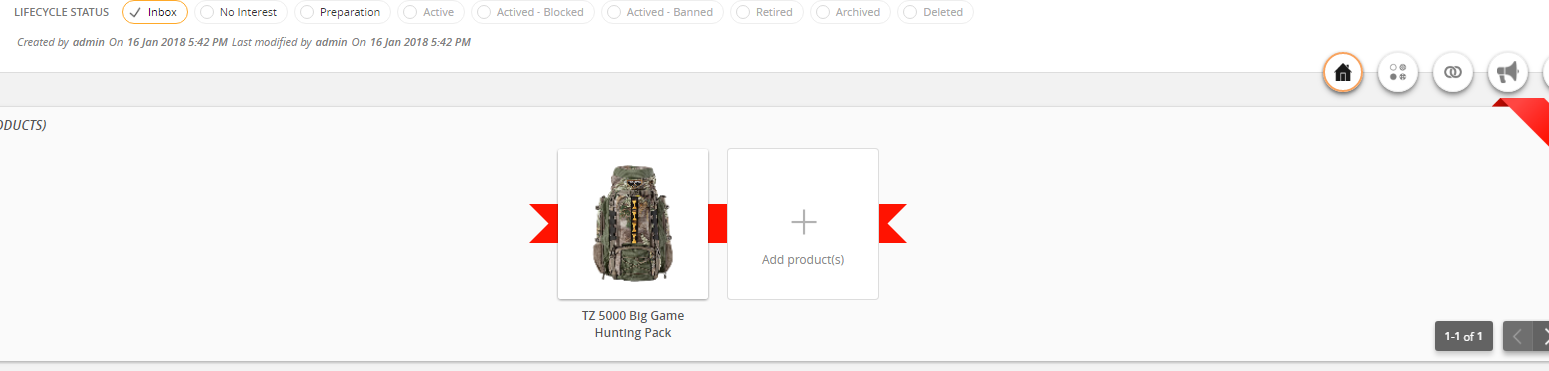 LIFECYCLE STATUS Inbox No Interest Preparation Active Actived - Blocked Actived - Banned Retired Archived Deleted
Created by admin On 16 Jan 2018 5:42 PM Last modified by admin On 16 Jan 2018 5:42 PM
ODUCTS)
Add product(s)
TZ 5000 Big Game
Hunting Pack
1-1 of 1